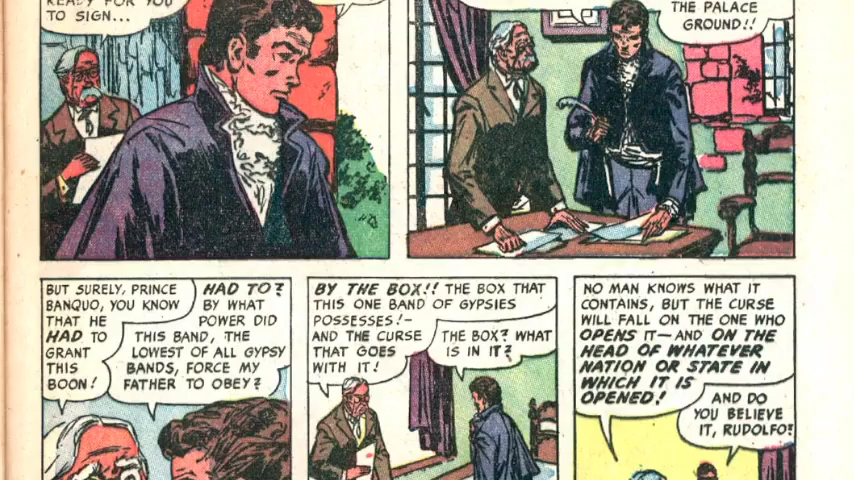 READY FOR YOU
TO SIGN...
THE PALACE
GROUND!!
BUT SURELY, PRINCE
BANQUO, YOU KNOW
THAT HE
HAD TO
GRANT
THIS
BOON!
HAD TO?
BY WHAT
POWER DID
THIS BAND, THE
LOWEST OF ALL GYPSY
BANDS, FORCE MY
FATHER TO OBEY?
BY THE BOX!! THE BOX THAT
THIS ONE BAND OF GYPSIES
POSSESSES!—
AND THE CURSE
THAT GOES
WITH IT!
THE BOX? WHAT
IS IN IT?
NO MAN KNOWS WHAT IT
CONTAINS, BUT THE CURSE
WILL FALL ON THE ONE WHO
OPENS IT—AND ON THE
HEAD OF WHATEVER
NATION OR STATE IN
WHICH IT IS
OPENED!
AND DO
YOU BELIEVE
IT, RUDOLFO?